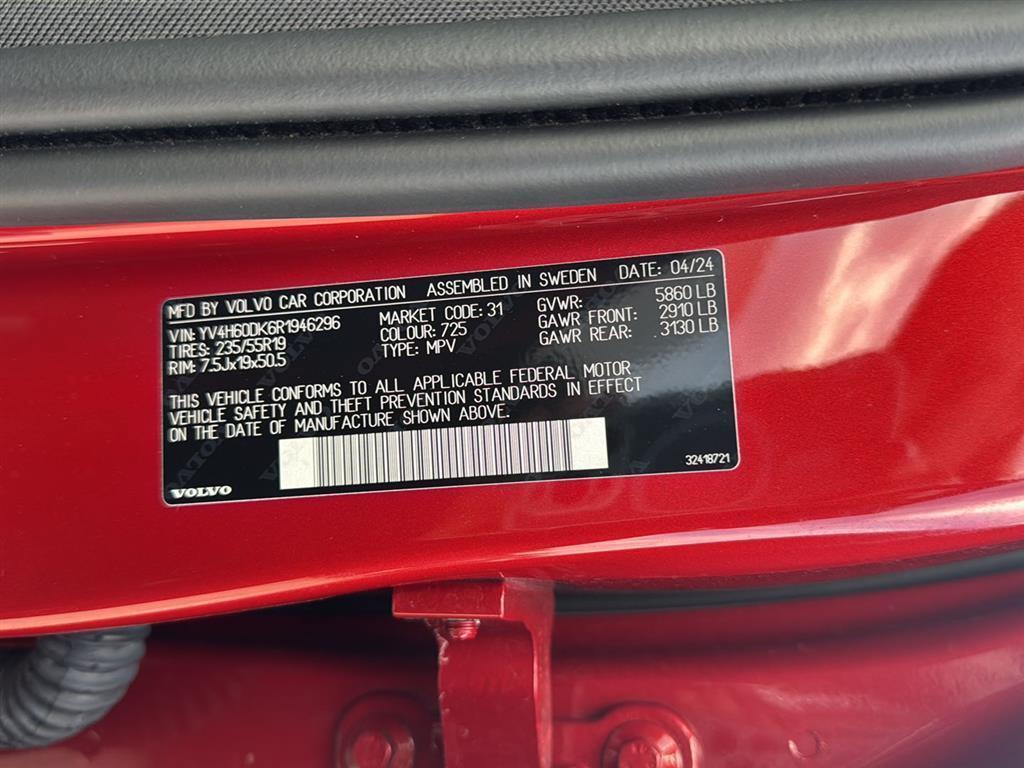 MFD BY VOLVO CAR CORPORATION ASSEMBLED IN SWEDEN DATE: 04/24
VIN: YV4H60DK6R1946296 MARKET CODE: 31 GVWR: 5860 LB
TIRES: 235/55R19 COLOUR: 725 GAWR FRONT: 2910 LB
RIM: 7.5Jx19x50.5 TYPE: MPV GAWR REAR: 3130 LB
THIS VEHICLE CONFORMS TO ALL APPLICABLE FEDERAL MOTOR
VEHICLE SAFETY AND THEFT PREVENTION STANDARDS IN EFFECT
ON THE DATE OF MANUFACTURE SHOWN ABOVE.
VOLVO 32418721